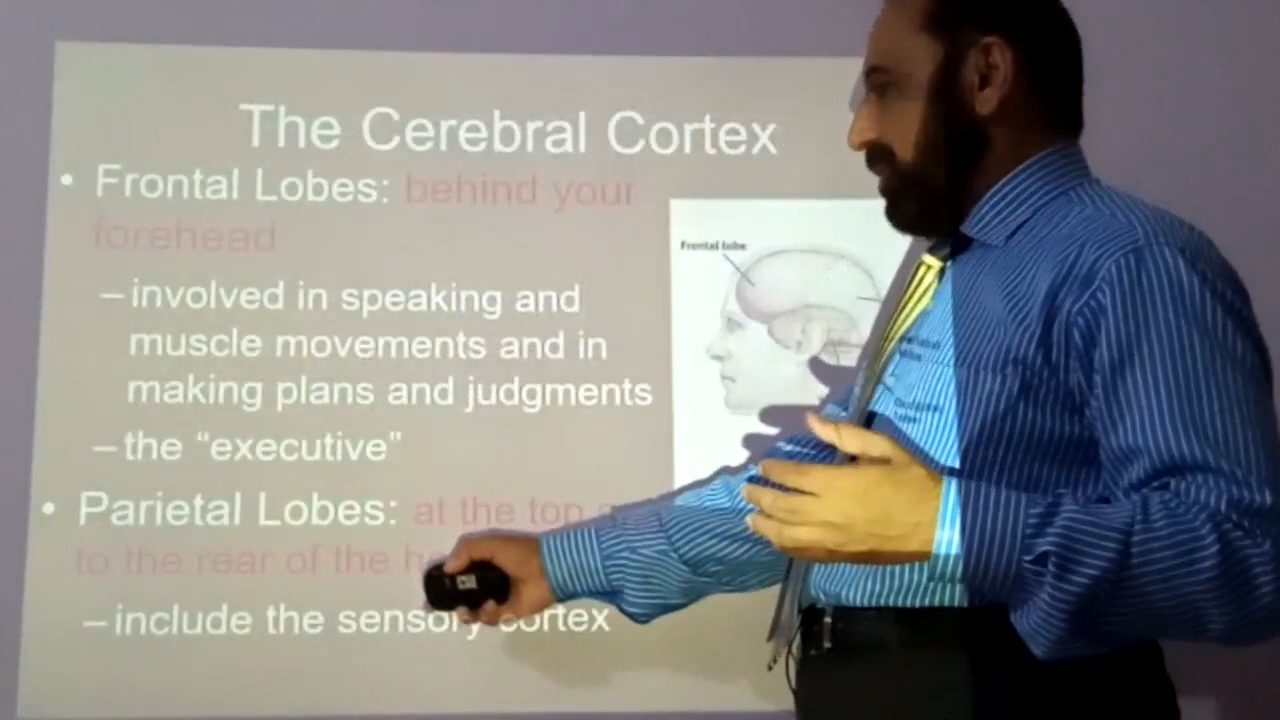 The Cerebral Cortex
• Frontal Lobes: behind your
forehead
– involved in speaking and
muscle movements and in
making plans and judgments
– the “executive”
• Parietal Lobes: at the top
to the rear of the
– include the sensory cortex
Frontal lobe